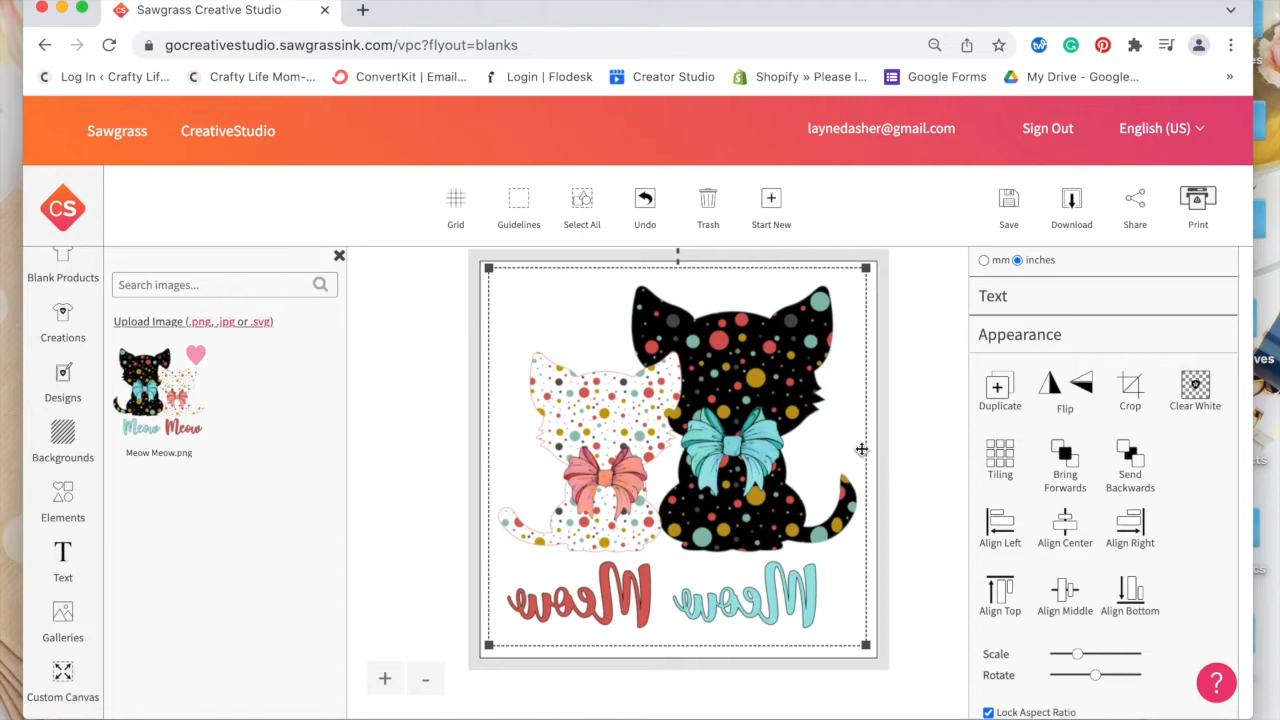 Sawgrass Creative Studio
gocreativestudio.sawgrassink.com/vpc?flyout=blanks
Log In ‹ Crafty Li... Crafty Life Mom-... ConvertKit | Email... Login | Flodesk Creator Studio Shopify » Please l... Google Forms My Drive - Google... »
Sawgrass CreativeStudio laynedasher@gmail.com Sign Out English (US)
CS
Grid Guidelines Select All Undo Trash Start New Save Download Share Print
Blank Products
Creations
Designs
Backgrounds
Elements
T
Text
Galleries
Custom Canvas
Search images...
Upload Image (.png, .jpg or .svg)
Meow Meow
Meow Meow.png
Meow Meow
+ -
mm inches
Text
Appearance
Duplicate Flip Crop Clear White
Tiling Bring Forwards Send Backwards
Align Left Align Center Align Right
Align Top Align Middle Align Bottom
Scale
Rotate
Lock Aspect Ratio
?